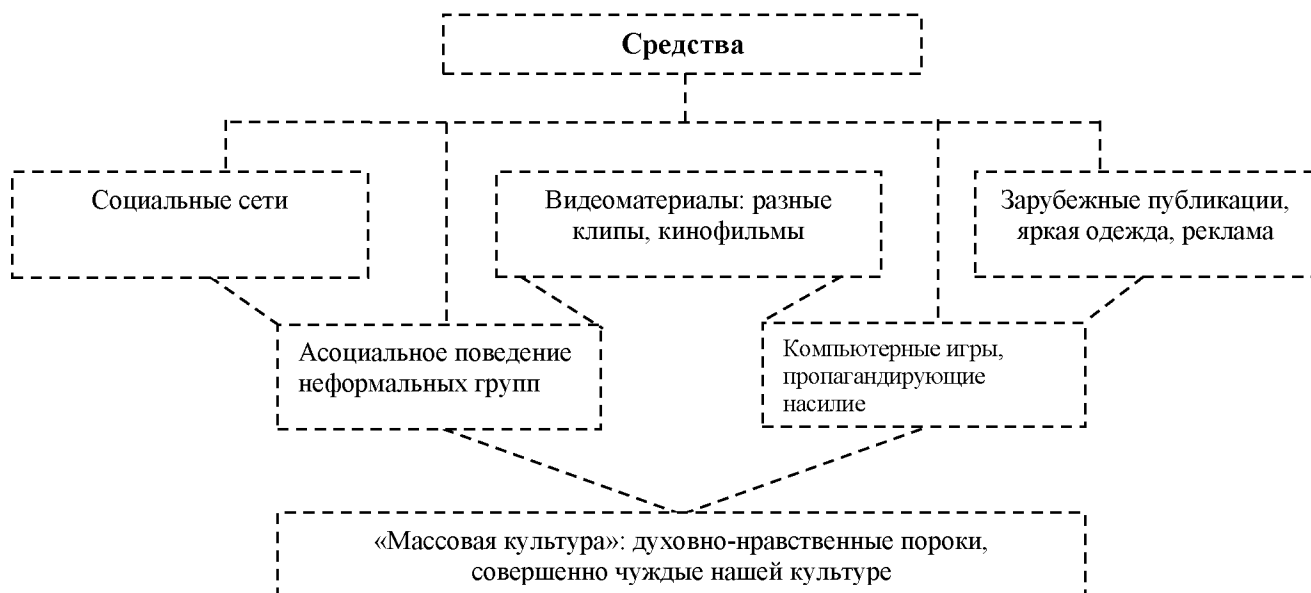 Средства
Социальные сети
Видеоматериалы: разные
клипы, кинофильмы
Зарубежные публикации,
яркая одежда, реклама
Асоциальное поведение
неформальных групп
Компьютерные игры,
пропагандирующие
насилие
«Массовая культура»: духовно-нравственные пороки,
совершенно чуждые нашей культуре